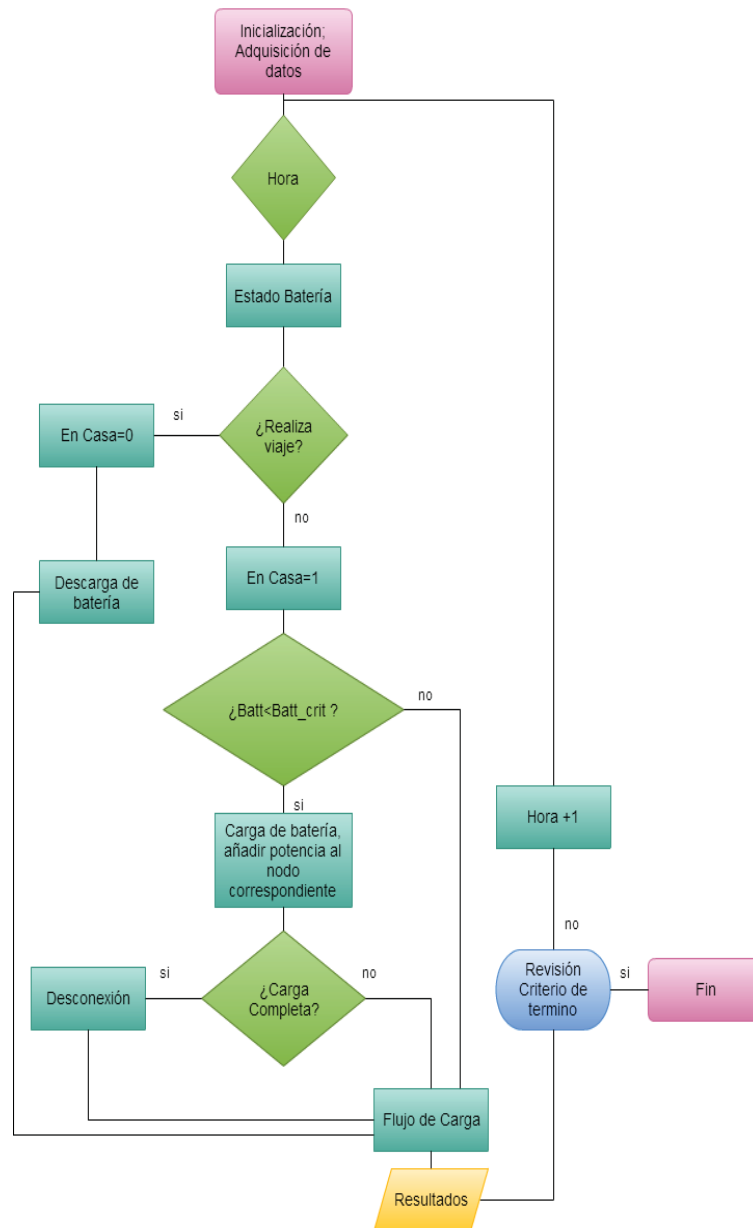 Inicialización;
Adquisición de
datos
Hora
Estado Batería
¿Realiza
viaje?
si
En Casa=0
no
Descarga de
batería
En Casa=1
¿Batt<Batt_crit ?
no
si
Carga de batería,
añadir potencia al
nodo
correspondiente
Hora +1
no
¿Carga
Completa?
si
Desconexión
no
Revisión
Criterio de
termino
si
Fin
Flujo de Carga
Resultados